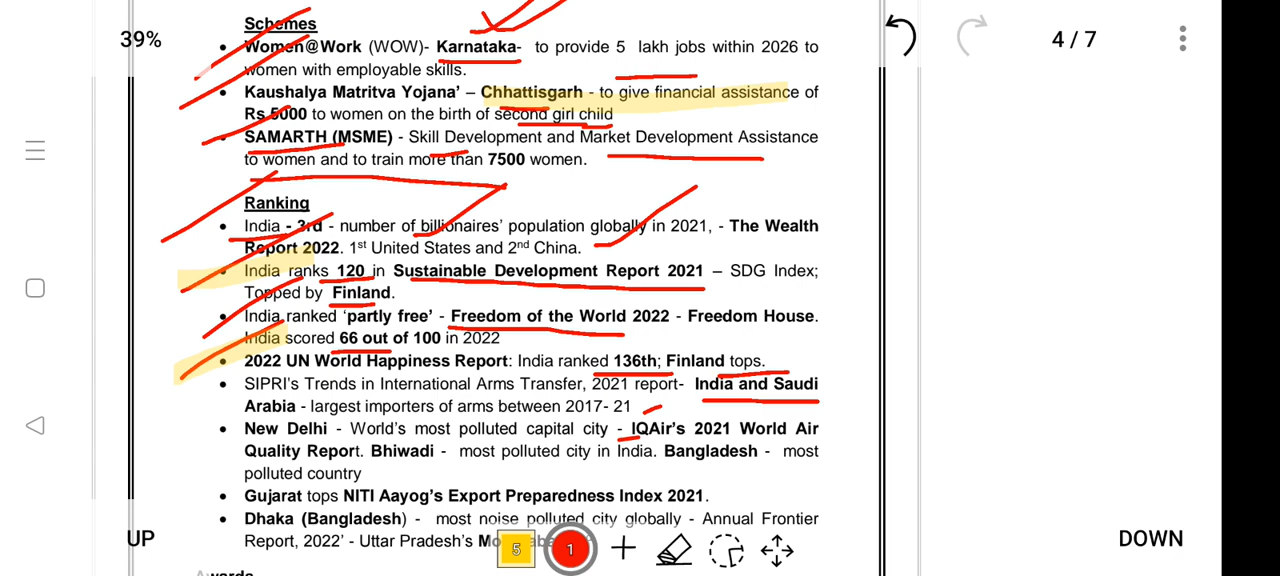 Schemes
39%
4 / 7
• Women@Work (WOW)- Karnataka- to provide 5 lakh jobs within 2026 to
women with employable skills.
• Kaushalya Matritva Yojana' – Chhattisgarh - to give financial assistance of
Rs.5000 to women on the birth of second girl child
• SAMARTH (MSME) - Skill Development and Market Development Assistance
to women and to train more than 7500 women.
Ranking
• India - 3rd - number of billionaires' population globally in 2021, - The Wealth
Report 2022. 1st United States and 2nd China.
• India ranks 120 in Sustainable Development Report 2021 – SDG Index;
Topped by Finland.
• India ranked 'partly free' - Freedom of the World 2022 - Freedom House.
India scored 66 out of 100 in 2022
• 2022 UN World Happiness Report: India ranked 136th; Finland tops.
• SIPRI's Trends in International Arms Transfer, 2021 report- India and Saudi
Arabia - largest importers of arms between 2017- 21
• New Delhi - World's most polluted capital city - IQAir's 2021 World Air
Quality Report. Bhiwadi - most polluted city in India. Bangladesh - most
polluted country
• Gujarat tops NITI Aayog's Export Preparedness Index 2021.
• Dhaka (Bangladesh) - most noise polluted city globally - Annual Frontier
Report, 2022' - Uttar Pradesh's
UP
5
1
DOWN
Awards